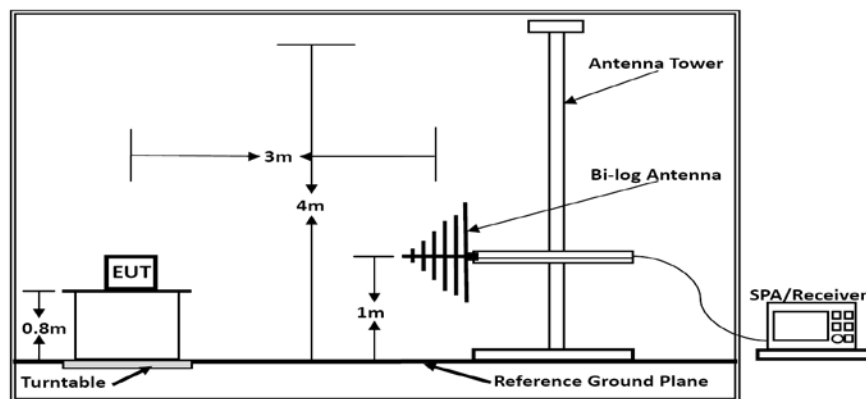 Antenna Tower
3m
Bi-log Antenna
4m
EUT
SPA/Receiver
0.8m
1m
Turntable
Reference Ground Plane